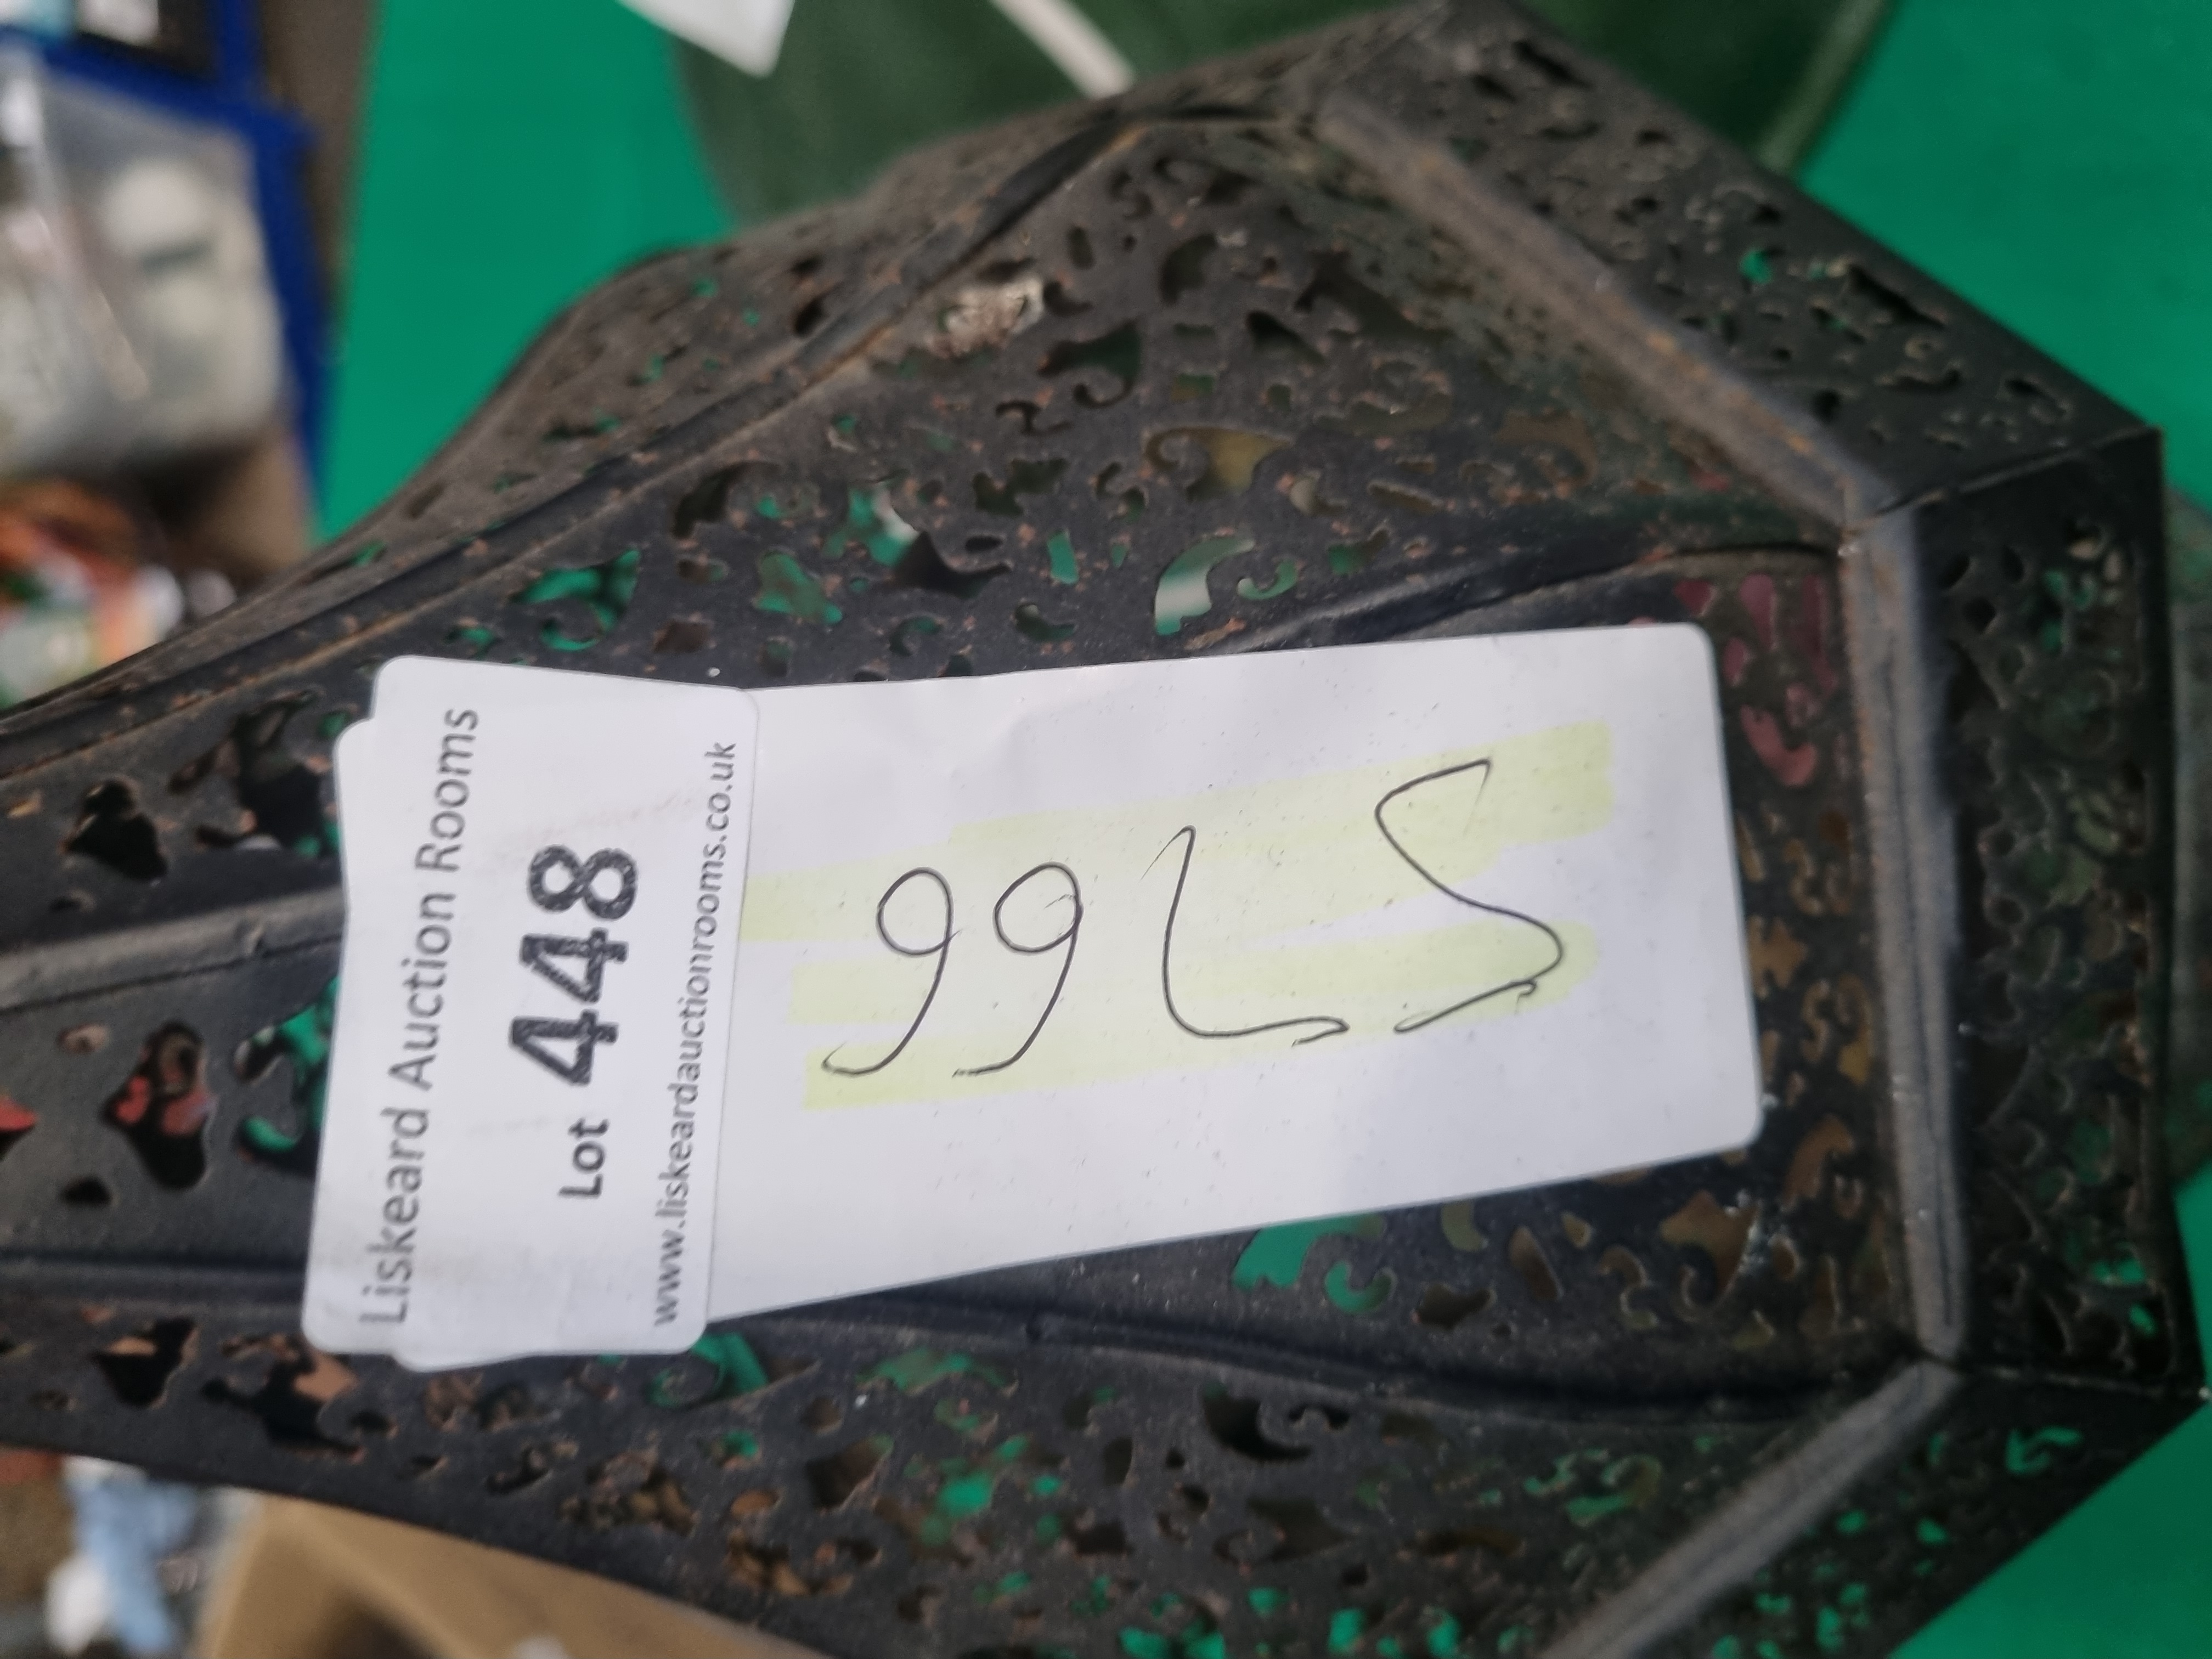 Liskeard Auction Rooms
Lot 448
www.liskeardauctionrooms.co.uk
5766